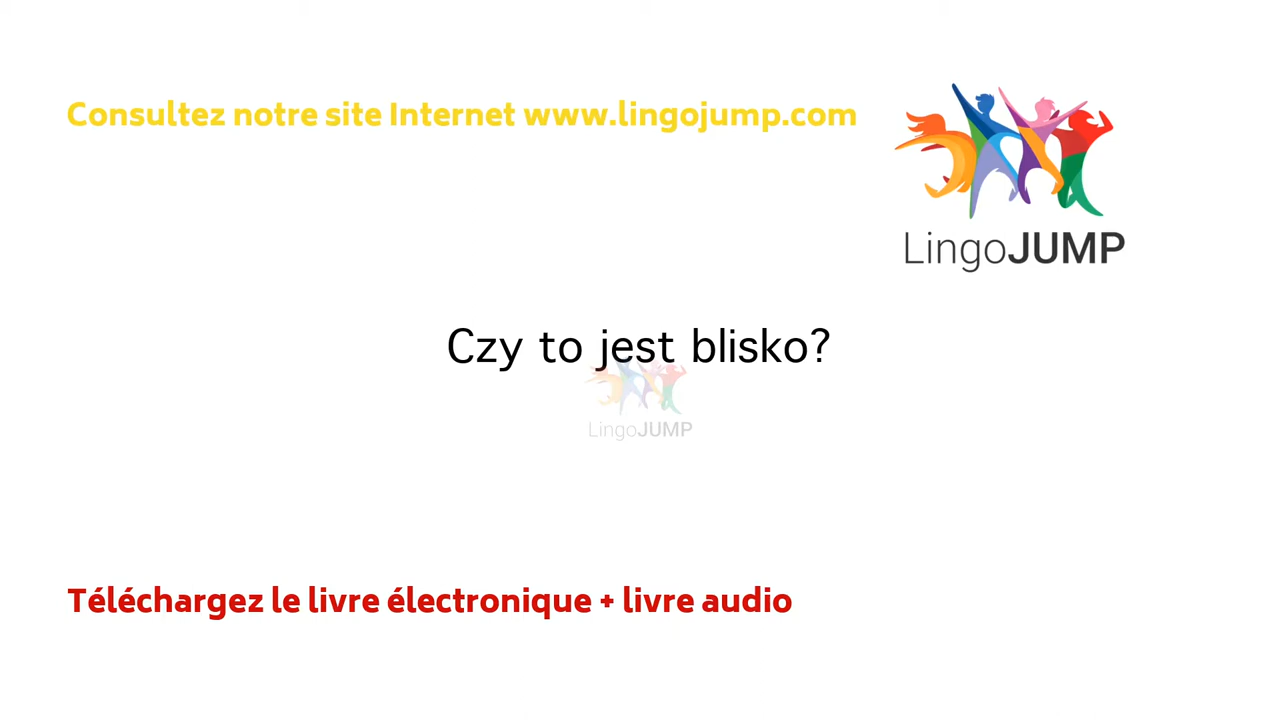 Consultez notre site Internet www.lingojump.com
LingoJUMP
Czy to jest blisko?
LingoJUMP
Téléchargez le livre électronique + livre audio